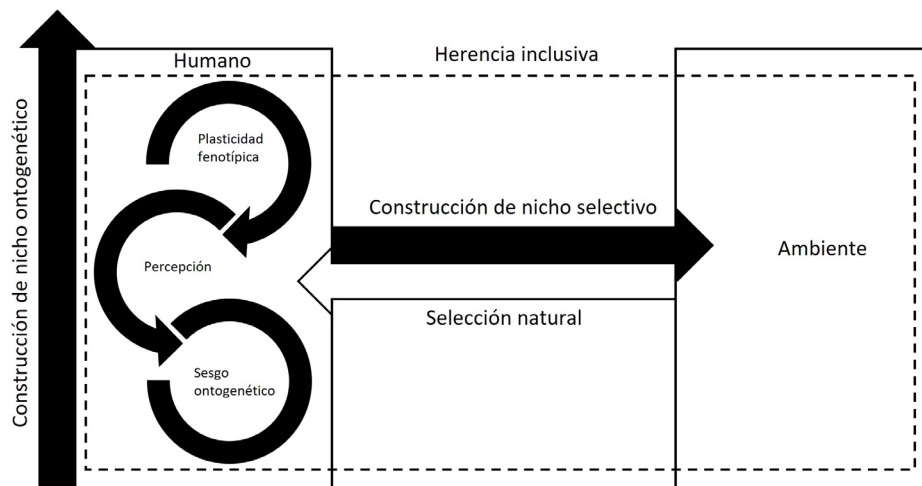 Construcción de nicho ontogenético
Humano
Herencia inclusiva
Plasticidad
fenotípica
Percepción
Sesgo
ontogenético
Construcción de nicho selectivo
Selección natural
Ambiente